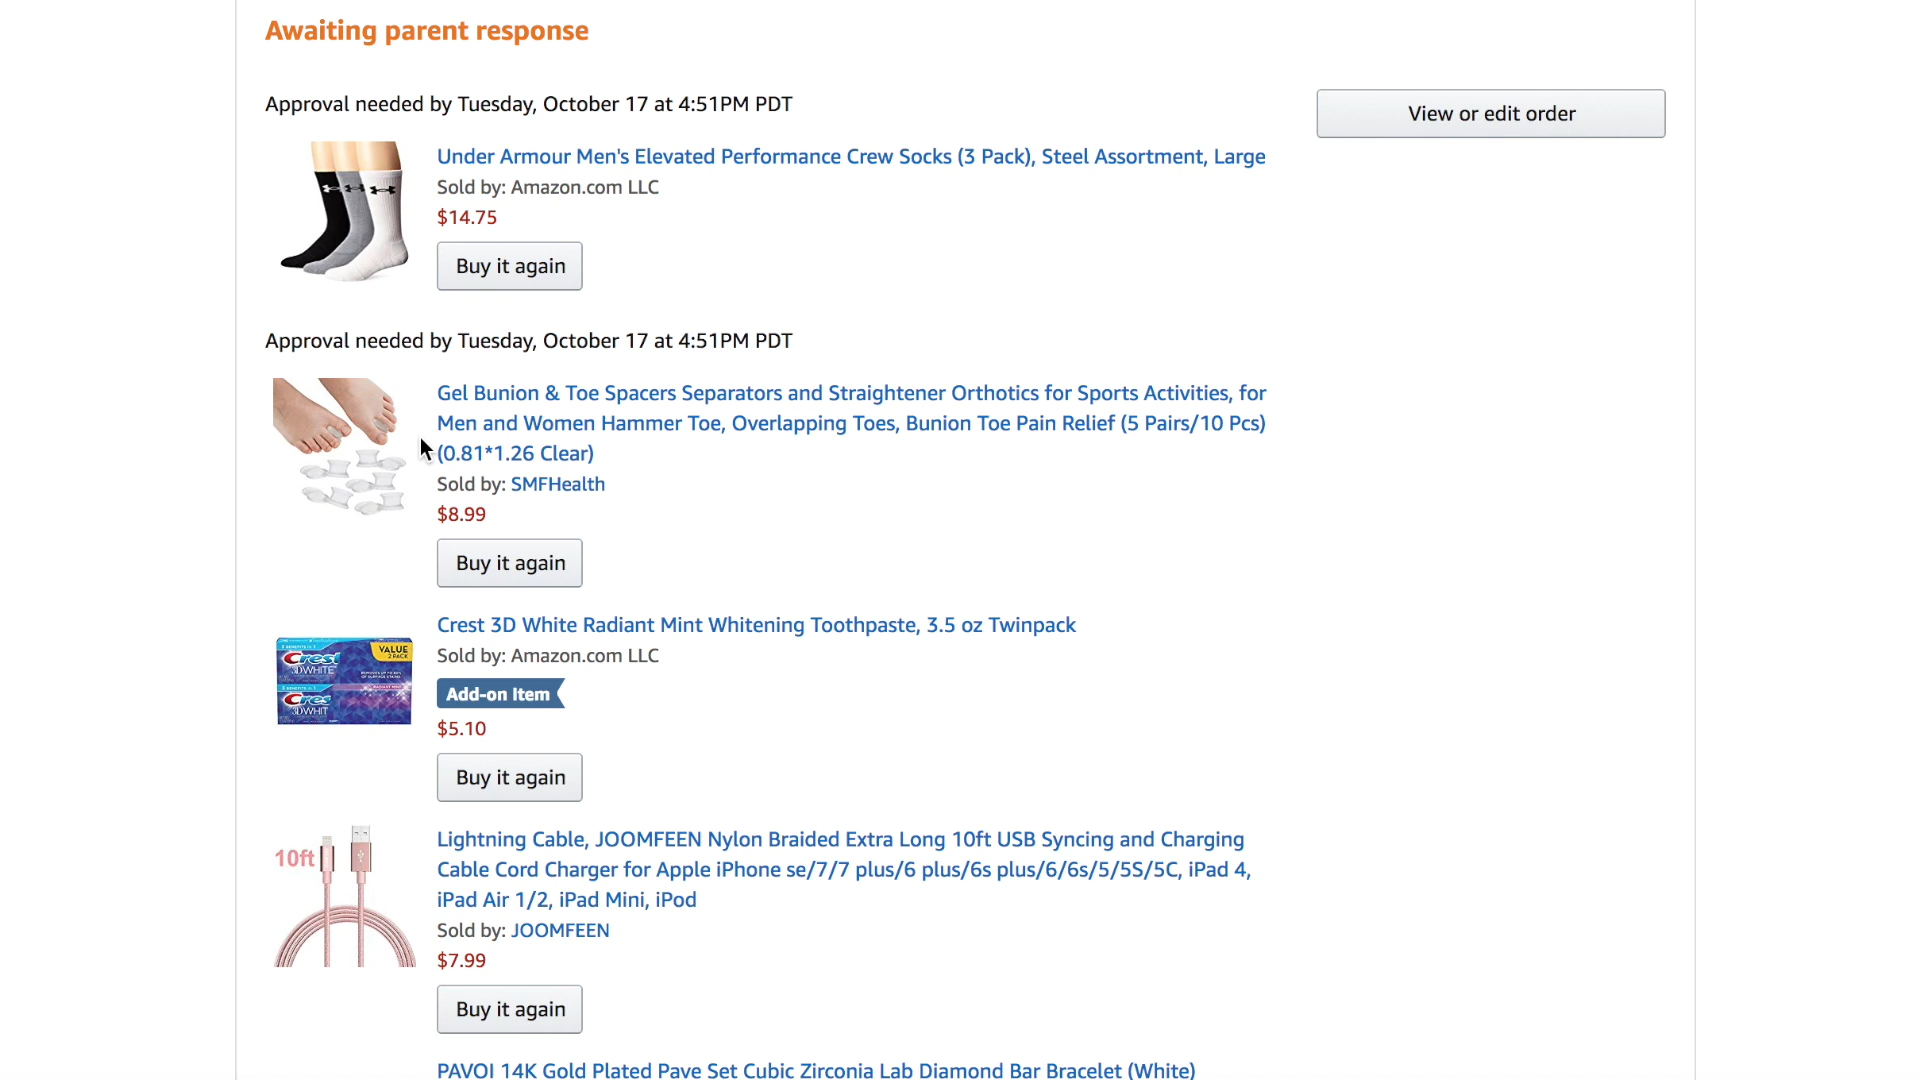 Awaiting parent response
Approval needed by Tuesday, October 17 at 4:51PM PDT
View or edit order
Under Armour Men's Elevated Performance Crew Socks (3 Pack), Steel Assortment, Large
Sold by: Amazon.com LLC
$14.75
Buy it again
Approval needed by Tuesday, October 17 at 4:51PM PDT
Gel Bunion & Toe Spacers Separators and Straightener Orthotics for Sports Activities, for
Men and Women Hammer Toe, Overlapping Toes, Bunion Toe Pain Relief (5 Pairs/10 Pcs)
(0.81*1.26 Clear)
Sold by: SMFHealth
$8.99
Buy it again
Crest 3D White Radiant Mint Whitening Toothpaste, 3.5 oz Twinpack
Sold by: Amazon.com LLC
Add-on Item
$5.10
Buy it again
Crest
3DWHITE
VALUE
2 PACK
Cres
3DWHIT
Lightning Cable, JOOMFEEN Nylon Braided Extra Long 10ft USB Syncing and Charging
Cable Cord Charger for Apple iPhone se/7/7 plus/6 plus/6s plus/6/6s/5/5S/5C, iPad 4,
iPad Air 1/2, iPad Mini, iPod
10ft
Sold by: JOOMFEEN
$7.99
Buy it again
PAVOI 14K Gold Plated Pave Set Cubic Zirconia Lab Diamond Bar Bracelet (White)